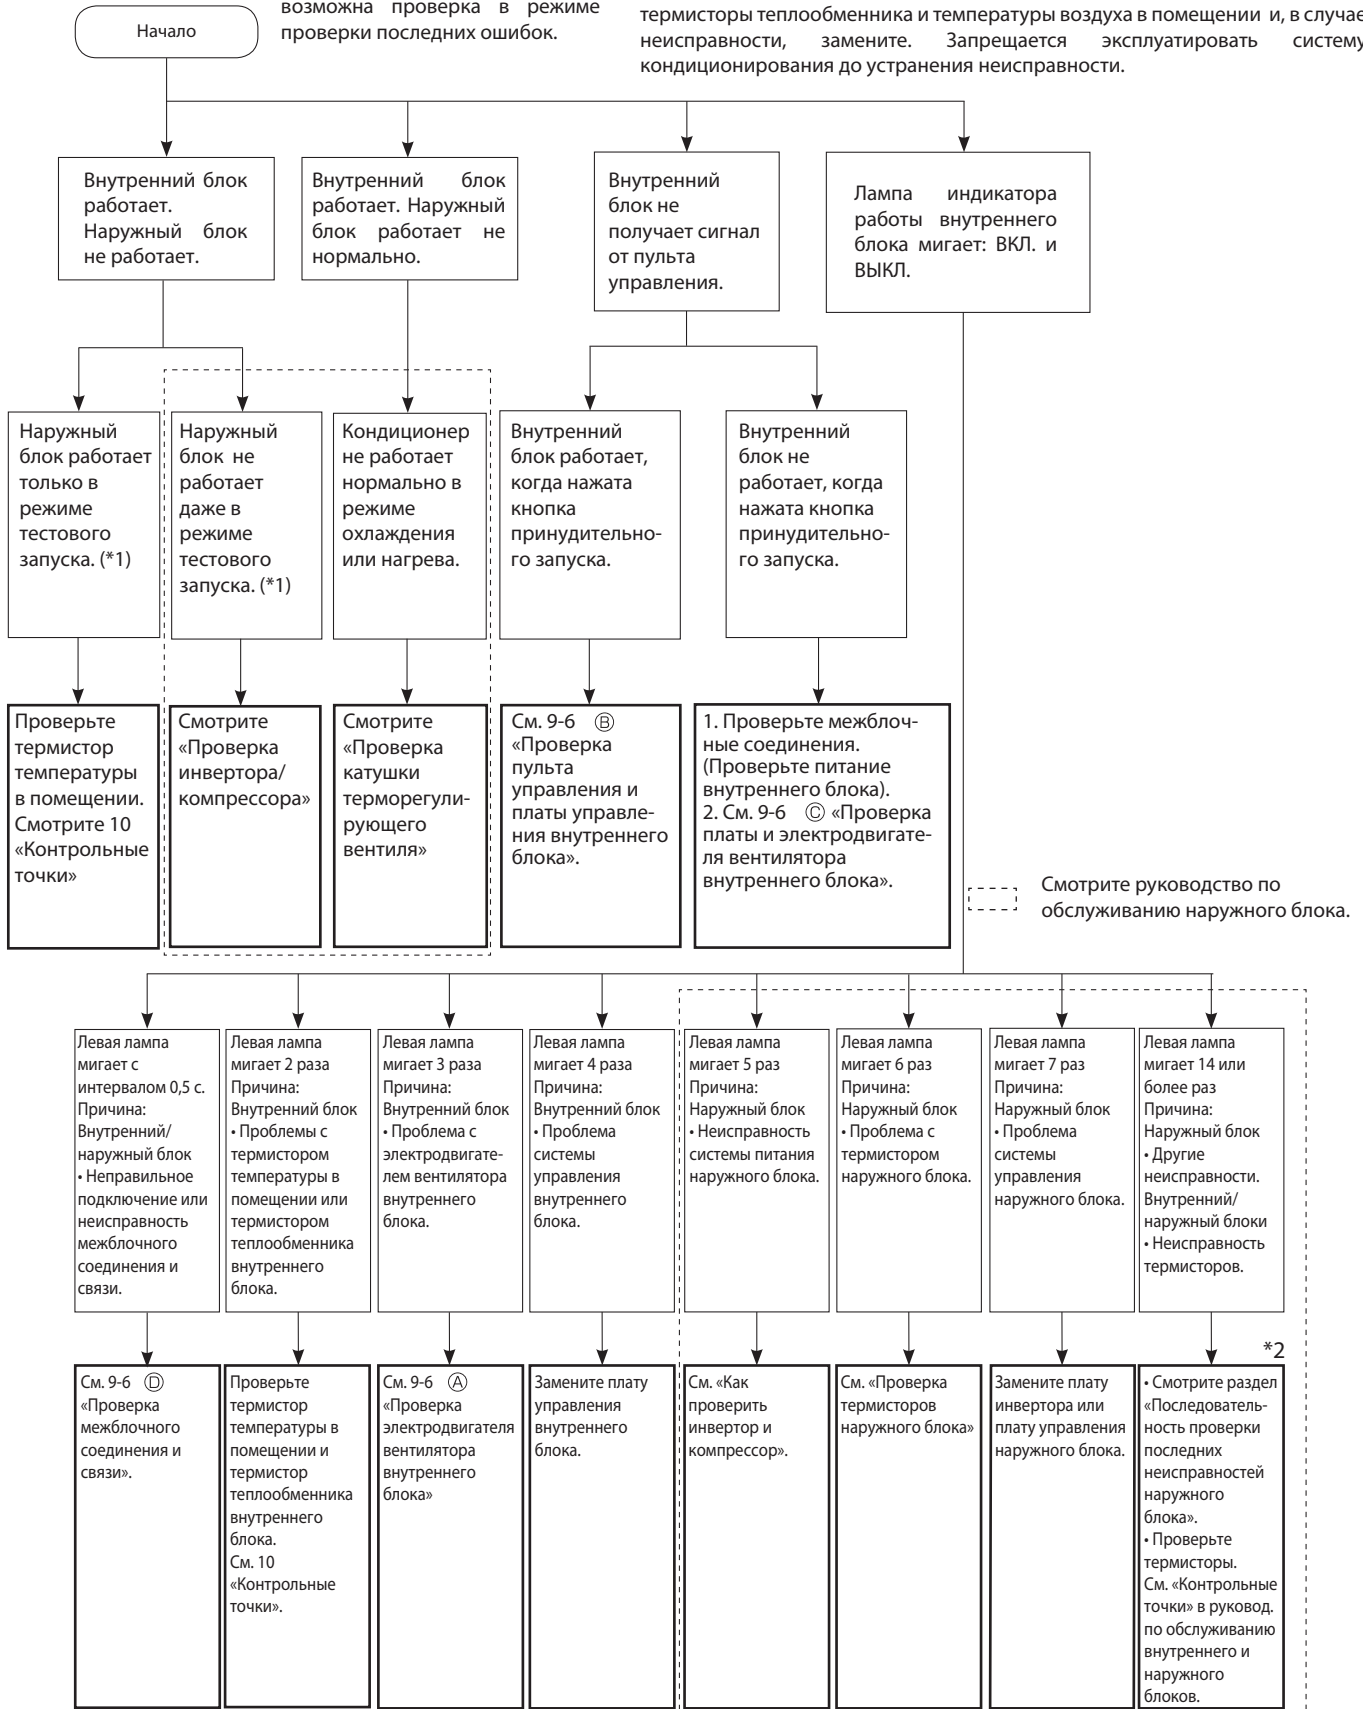 возможна проверка в режиме
проверки последних ошибок.
термисторы теплообменника и температуры воздуха в помещении и, в случае
неисправности, замените. Запрещается эксплуатировать систему
кондиционирования до устранения неисправности.
Начало
Внутренний блок
работает.
Наружный блок
не работает.
Внутренний блок
работает. Наружный
блок работает не
нормально.
Внутренний
блок не
получает сигнал
от пульта
управления.
Лампа индикатора
работы внутреннего
блока мигает: ВКЛ. и
ВЫКЛ.
Наружный
блок работает
только в
режиме
тестового
запуска. (*1)
Наружный
блок не
работает
даже в
режиме
тестового
запуска. (*1)
Кондиционер
не работает
нормально в
режиме
охлаждения
или нагрева.
Внутренний
блок работает,
когда нажата
кнопка
принудительно-
го запуска.
Внутренний
блок не
работает, когда
нажата кнопка
принудительно-
го запуска.
Проверьте
термистор
температуры
в помещении.
Смотрите 10
«Контрольные
точки»
Смотрите
«Проверка
инвертора/
компрессора»
Смотрите
«Проверка
катушки
терморегули-
рующего
вентиля»
См. 9-6 Ⓑ
«Проверка
пульта
управления и
платы управле-
ния внутреннего
блока».
1. Проверьте межблоч-
ные соединения.
(Проверьте питание
внутреннего блока).
2. См. 9-6 Ⓒ «Проверка
платы и электродвигате-
ля вентилятора
внутреннего блока».
Смотрите руководство по
обслуживанию наружного блока.
Левая лампа
мигает с
интервалом 0,5 с.
Причина:
Внутренний/
наружный блок
• Неправильное
подключение или
неисправность
межблочного
соединения и
связи.
Левая лампа
мигает 2 раза
Причина:
Внутренний блок
• Проблемы с
термистором
температуры в
помещении или
термистором
теплообменника
внутреннего
блока.
Левая лампа
мигает 3 раза
Причина:
Внутренний блок
• Проблема с
электродвигате-
лем вентилятора
внутреннего
блока.
Левая лампа
мигает 4 раза
Причина:
Внутренний блок
• Проблема
системы
управления
внутреннего
блока.
Левая лампа
мигает 5 раз
Причина:
Наружный блок
• Неисправность
системы питания
наружного блока.
Левая лампа
мигает 6 раз
Причина:
Наружный блок
• Проблема с
термистором
наружного блока.
Левая лампа
мигает 7 раз
Причина:
Наружный блок
• Проблема
системы
управления
наружного блока.
Левая лампа
мигает 14 или
более раз
Причина:
Наружный блок
• Другие
неисправности.
Внутренний/
наружный блоки
• Неисправность
термисторов.
*2
См. 9-6 Ⓓ
«Проверка
межблочного
соединения и
связи».
Проверьте
термистор
температуры в
помещении и
термистор
теплообменника
внутреннего
блока.
См. 10
«Контрольные
точки».
См. 9-6 Ⓐ
«Проверка
электродвигателя
вентилятора
внутреннего
блока»
Замените плату
управления
внутреннего
блока.
См. «Как
проверить
инвертор и
компрессор».
См. «Проверка
термисторов
наружного блока»
Замените плату
инвертора или
плату управления
наружного блока.
• Смотрите раздел
«Последователь-
ность проверки
последних
неисправностей
наружного
блока».
• Проверьте
термисторы.
См. «Контрольные
точки» в руковод.
по обслуживанию
внутреннего и
наружного
блоков.